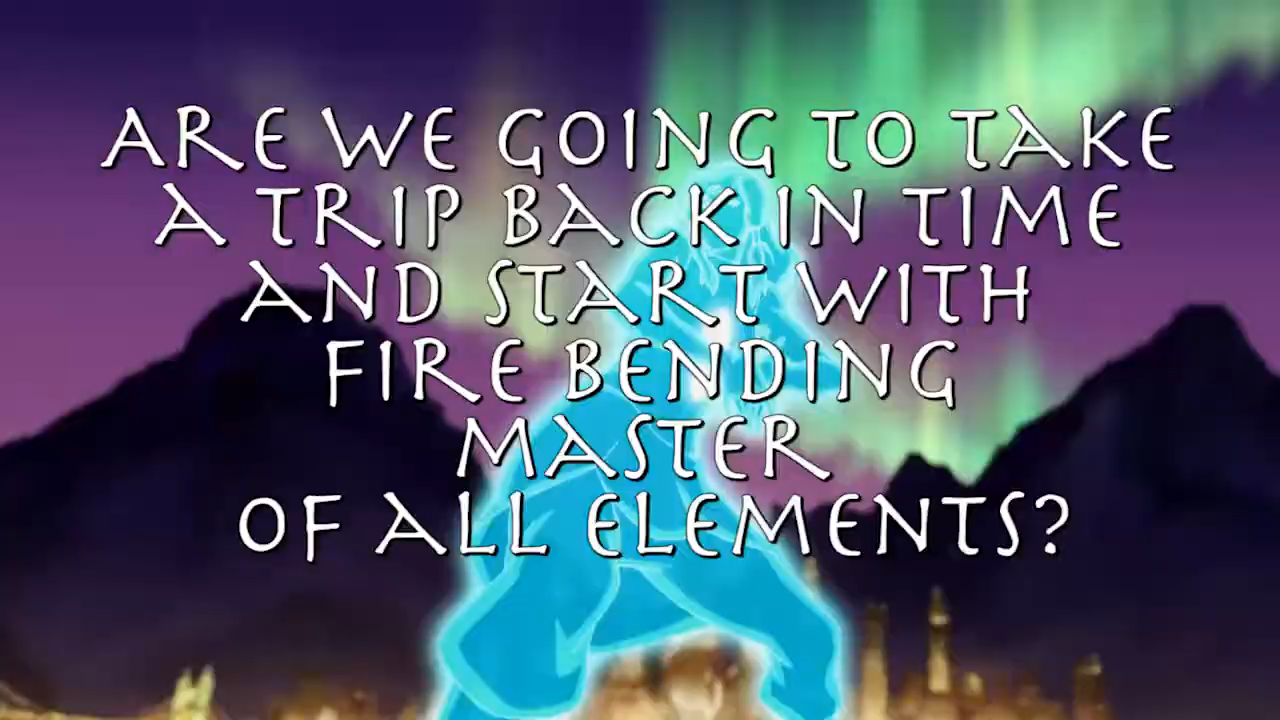 ARE WE GOING TO TAKE
A TRIP BACK IN TIME
AND START WITH
FIRE BENDING
MASTER
OF ALL ELEMENTS?